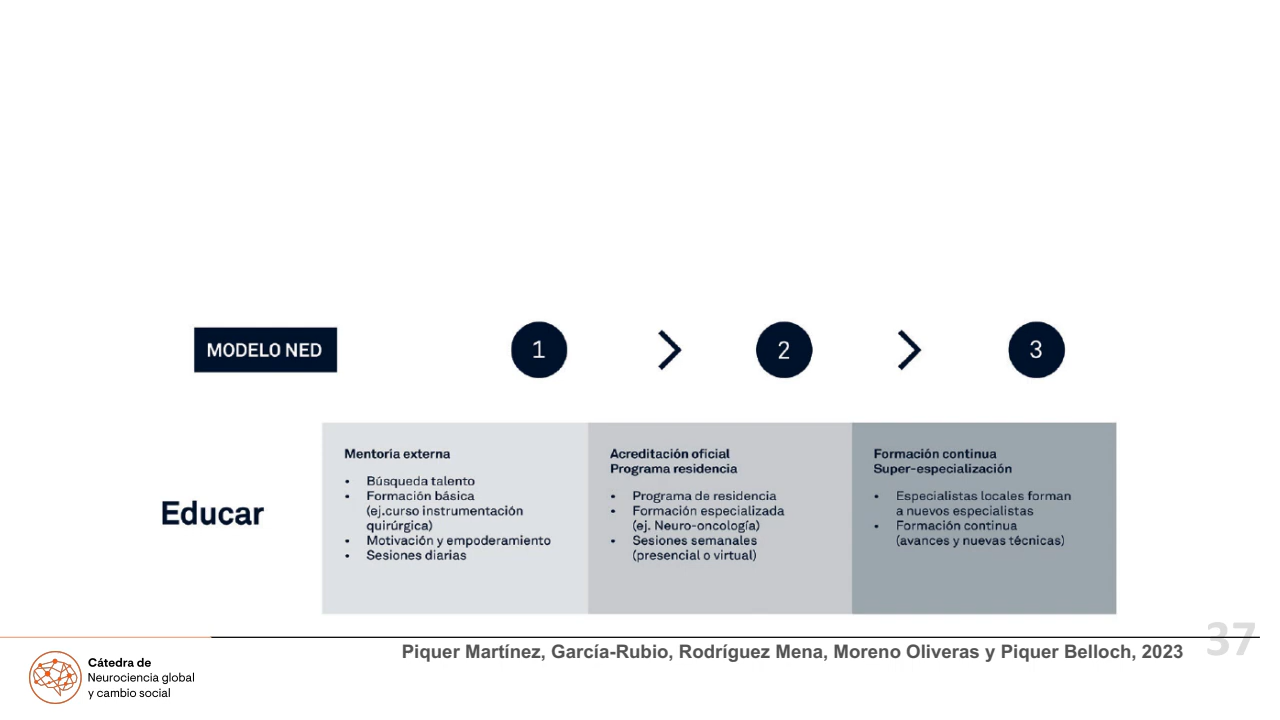 MODELO NED
1
2
3
Educar
Mentoría externa
• Búsqueda talento
• Formación básica
(ej.curso instrumentación
quirúrgica)
• Motivación y empoderamiento
• Sesiones diarias
Acreditación oficial
Programa residencia
• Programa de residencia
• Formación especializada
(ej. Neuro-oncología)
• Sesiones semanales
(presencial o virtual)
Formación continua
Super-especialización
• Especialistas locales forman
a nuevos especialistas
• Formación continua
(avances y nuevas técnicas)
Piquer Martínez, García-Rubio, Rodríguez Mena, Moreno Oliveras y Piquer Belloch, 2023
37
Cátedra de
Neurociencia global
y cambio social